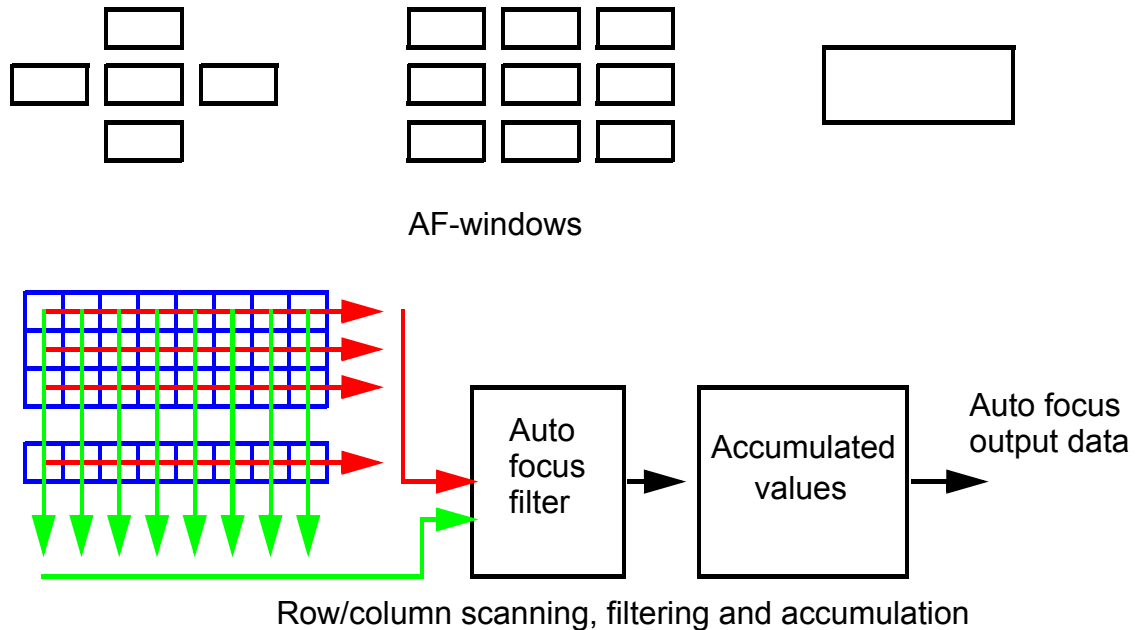 AF-windows
Auto
focus
filter
Accumulated
values
Auto focus
output data
Row/column scanning, filtering and accumulation